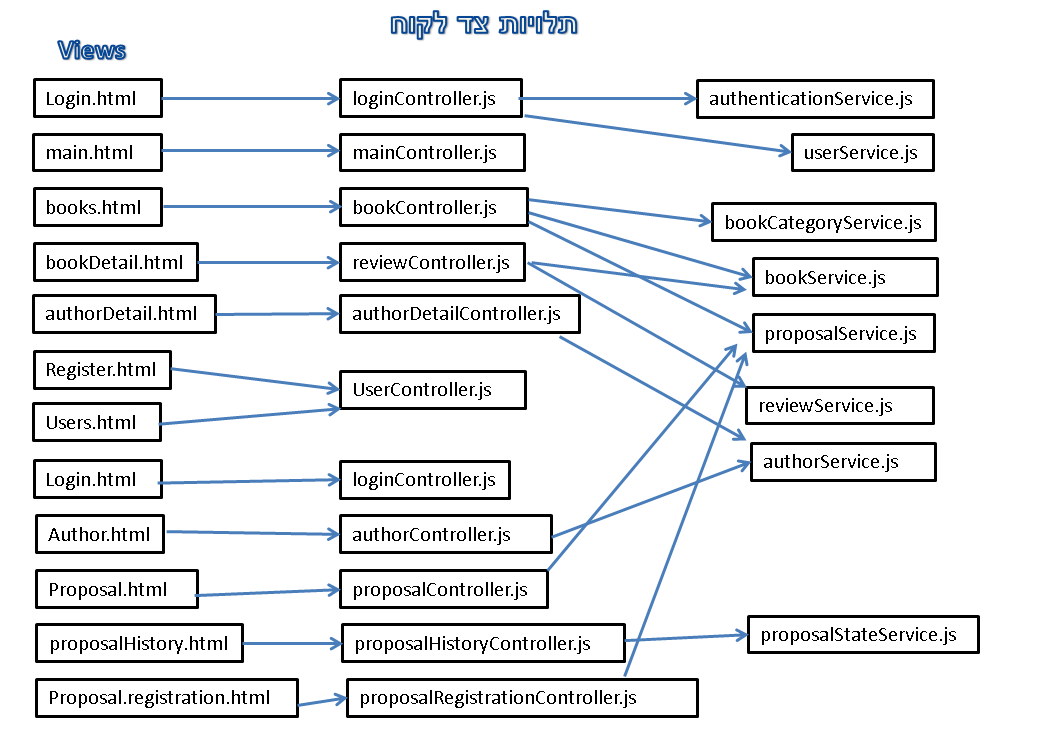 תלויות צד לקוח
Views
Login.html
loginController.js
authenticationService.js
main.html
mainController.js
userService.js
books.html
bookController.js
bookCategoryService.js
bookDetail.html
reviewController.js
bookService.js
authorDetail.html
authorDetailController.js
proposalService.js
Register.html
UserController.js
Users.html
reviewService.js
authorService.js
Login.html
loginController.js
Author.html
authorController.js
Proposal.html
proposalController.js
proposalHistory.html
proposalHistoryController.js
proposalStateService.js
Proposal.registration.html
proposalRegistrationController.js